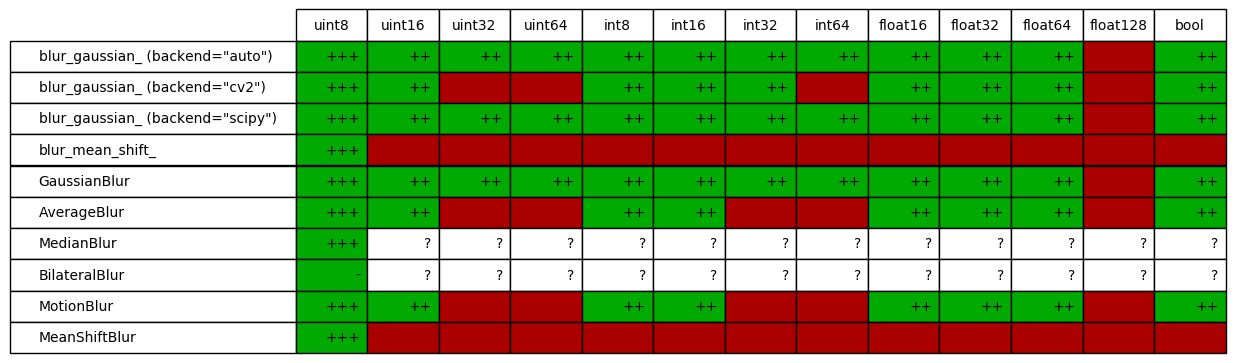 uint8 uint16 uint32 uint64 int8 int16 int32 int64 float16 float32 float64 float128 bool
blur_gaussian_ (backend="auto") +++ ++ ++ ++ ++ ++ ++ ++ ++ ++ ++ ++
blur_gaussian_ (backend="cv2") +++ ++ ++ ++ ++ ++ ++ ++ ++
blur_gaussian_ (backend="scipy") +++ ++ ++ ++ ++ ++ ++ ++ ++ ++ ++ ++
blur_mean_shift_ +++
GaussianBlur +++ ++ ++ ++ ++ ++ ++ ++ ++ ++ ++ ++
AverageBlur +++ ++ ++ ++ ++ ++ ++ ++
MedianBlur +++ ? ? ? ? ? ? ? ? ? ? ? ?
BilateralBlur - ? ? ? ? ? ? ? ? ? ? ? ?
MotionBlur +++ ++ ++ ++ ++ ++ ++ ++
MeanShiftBlur +++